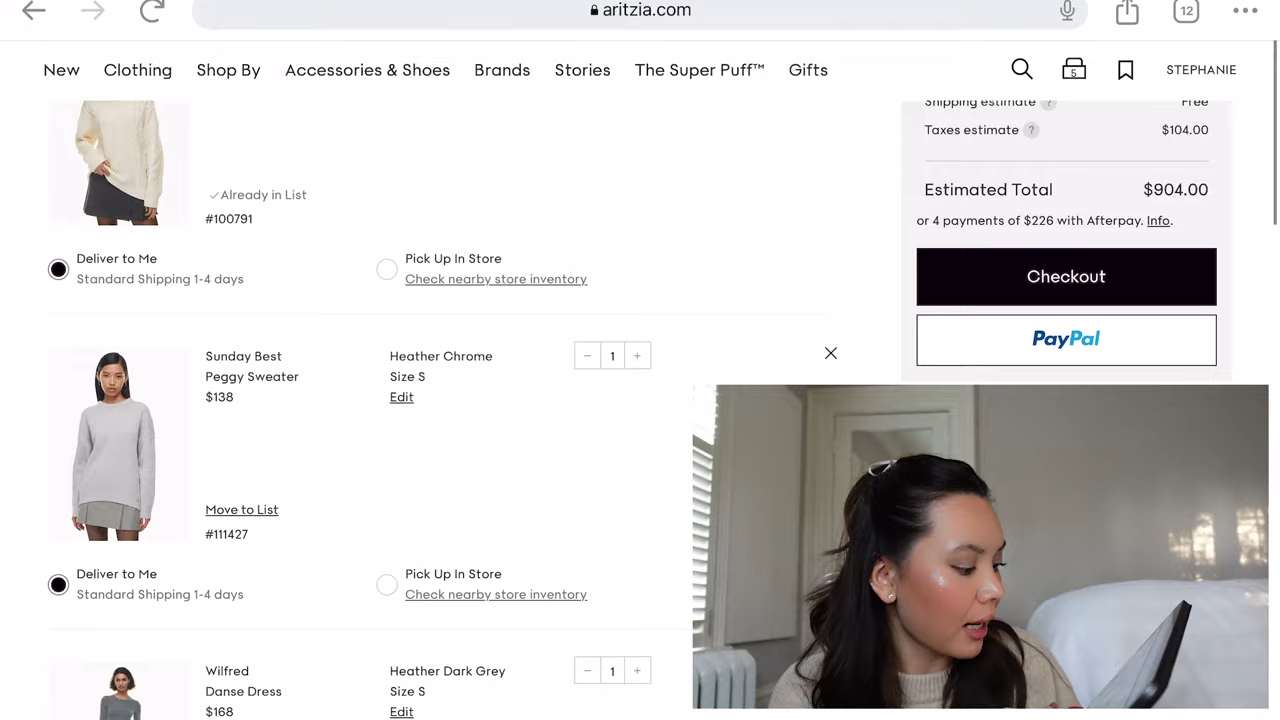 aritzia.com
12
New Clothing Shop By Accessories & Shoes Brands Stories The Super Puff™ Gifts
5
STEPHANIE
Shipping estimate ? Free
Taxes estimate ? $104.00
Estimated Total $904.00
or 4 payments of $226 with Afterpay. Info.
Checkout
PayPal
Already in List
#100791
Deliver to Me
Standard Shipping 1-4 days
Pick Up In Store
Check nearby store inventory
Sunday Best
Peggy Sweater
$138
Heather Chrome
Size S
Edit
1
Move to List
#111427
Deliver to Me
Standard Shipping 1-4 days
Pick Up In Store
Check nearby store inventory
Wilfred
Danse Dress
$168
Heather Dark Grey
Size S
Edit
1